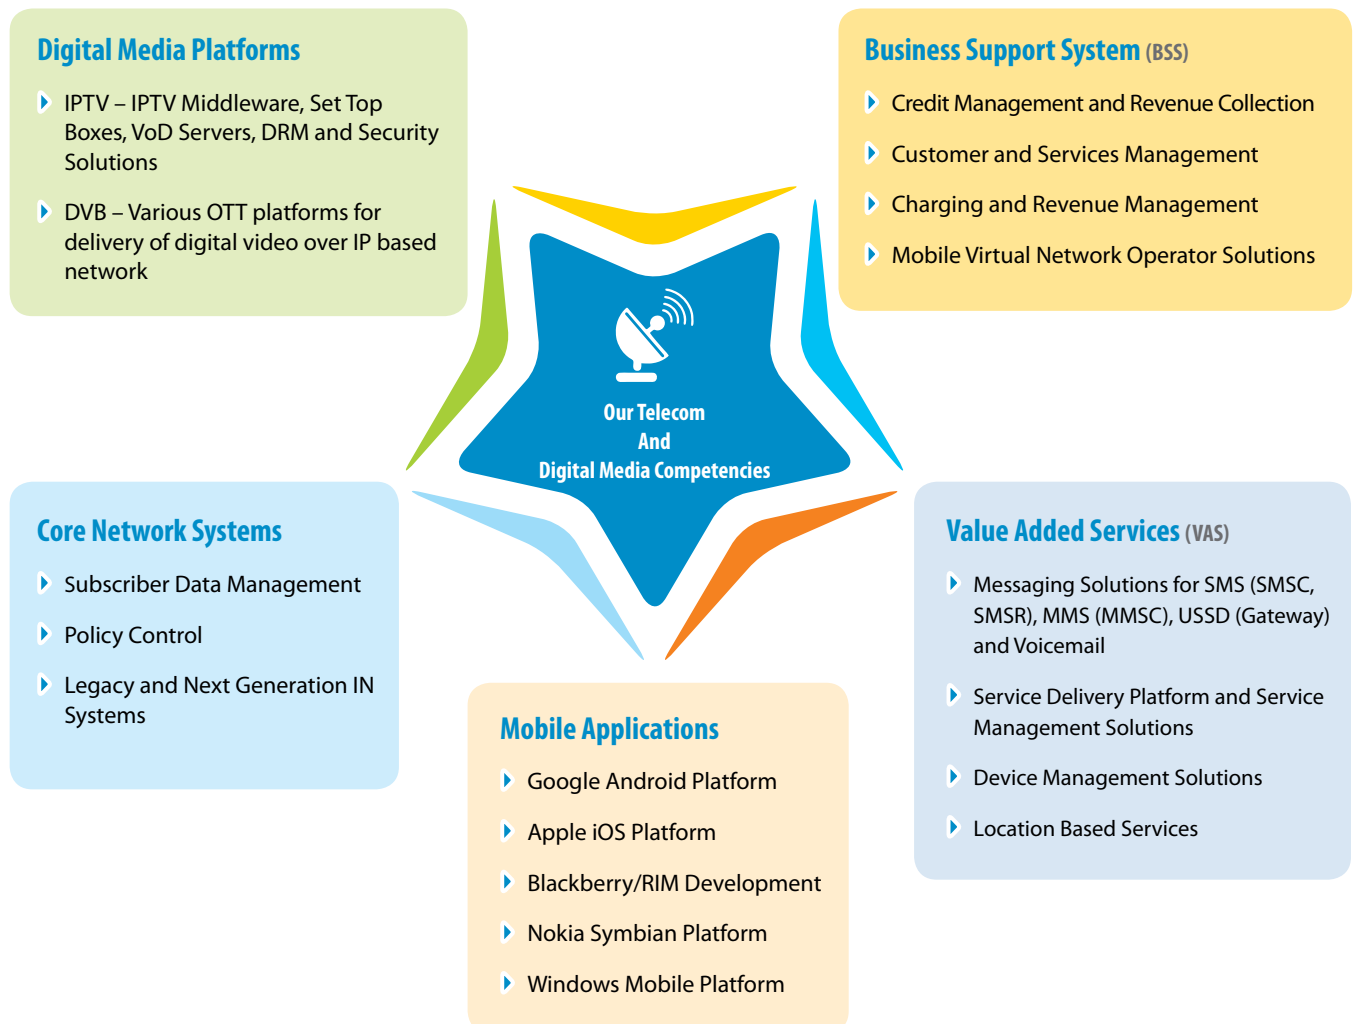 Digital Media Platforms
IPTV – IPTV Middleware, Set Top
Boxes, VoD Servers, DRM and Security
Solutions
DVB – Various OTT platforms for
delivery of digital video over IP based
network
Business Support System (BSS)
Credit Management and Revenue Collection
Customer and Services Management
Charging and Revenue Management
Mobile Virtual Network Operator Solutions
Our Telecom
And
Digital Media Competencies
Core Network Systems
Subscriber Data Management
Policy Control
Legacy and Next Generation IN
Systems
Value Added Services (VAS)
Messaging Solutions for SMS (SMSC,
SMSR), MMS (MMSC), USSD (Gateway)
and Voicemail
Service Delivery Platform and Service
Management Solutions
Device Management Solutions
Location Based Services
Mobile Applications
Google Android Platform
Apple iOS Platform
Blackberry/RIM Development
Nokia Symbian Platform
Windows Mobile Platform